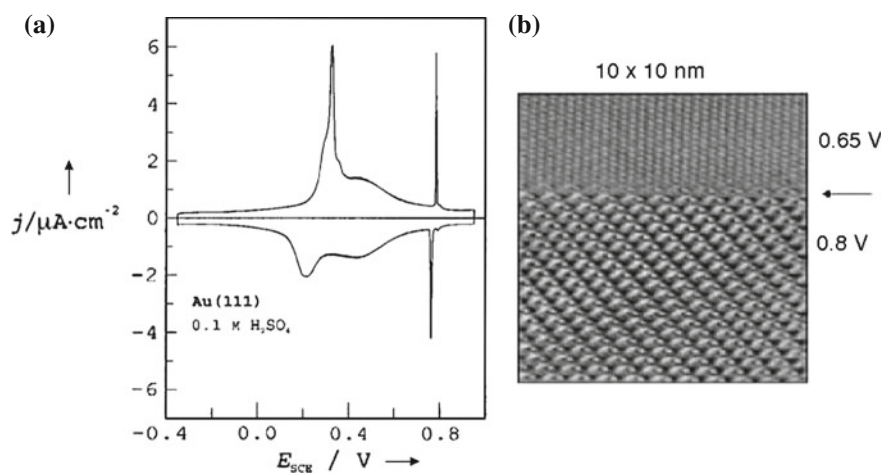 (a)
6
4
2
0
-2
-4
-6
j/µA·cm⁻²
Au(111)
0.1 M H₂SO₄
-0.4
0.0
0.4
0.8
E_SCE / V
(b)
10 x 10 nm
0.65 V
0.8 V